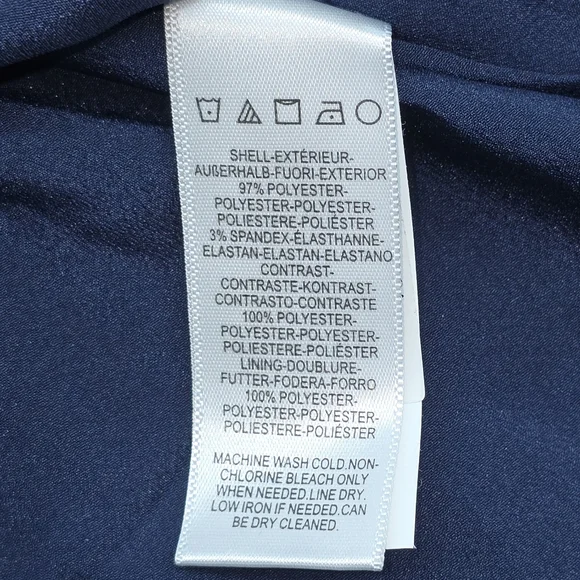 SHELL-EXTÉRIEUR-
AUßERHALB-FUORI-EXTERIOR
97% POLYESTER-
POLYESTER-POLYESTER-
POLIESTERE-POLIÉSTER
3% SPANDEX-ÉLASTHANNE-
ELASTAN-ELASTAN-ELASTANO
CONTRAST-
CONTRASTE-KONTRAST-
CONTRASTO-CONTRASTE
100% POLYESTER-
POLYESTER-POLYESTER-
POLIESTERE-POLIÉSTER
LINING-DOUBLURE-
FUTTER-FODERA-FORRO
100% POLYESTER-
POLYESTER-POLYESTER-
POLIESTERE-POLIÉSTER
MACHINE WASH COLD.NON-
CHLORINE BLEACH ONLY
WHEN NEEDED.LINE DRY.
LOW IRON IF NEEDED.CAN
BE DRY CLEANED.